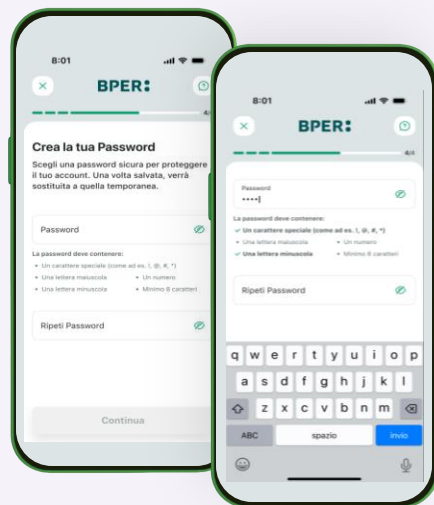 8:01
BPER:
4/
Crea la tua Password
Scegli una password sicura per proteggere
il tuo account. Una volta salvata, verrà
sostituita a quella temporanea.
Password
La password deve contenere:
• Un carattere speciale (come ad es. !, @, #, *)
• Una lettera maiuscola • Un numero
• Una lettera minuscola • Minimo 8 caratteri
Ripeti Password
Continua
8:01
BPER:
Password
••••|
La password deve contenere:
✓ Un carattere speciale (come ad es. !, @, #, *)
• Una lettera maiuscola • Un numero
✓ Una lettera minuscola • Minimo 8 caratteri
Ripeti Password
q w e r t y u i o p
a s d f g h j k l
z x c v b n m
ABC spazio invio